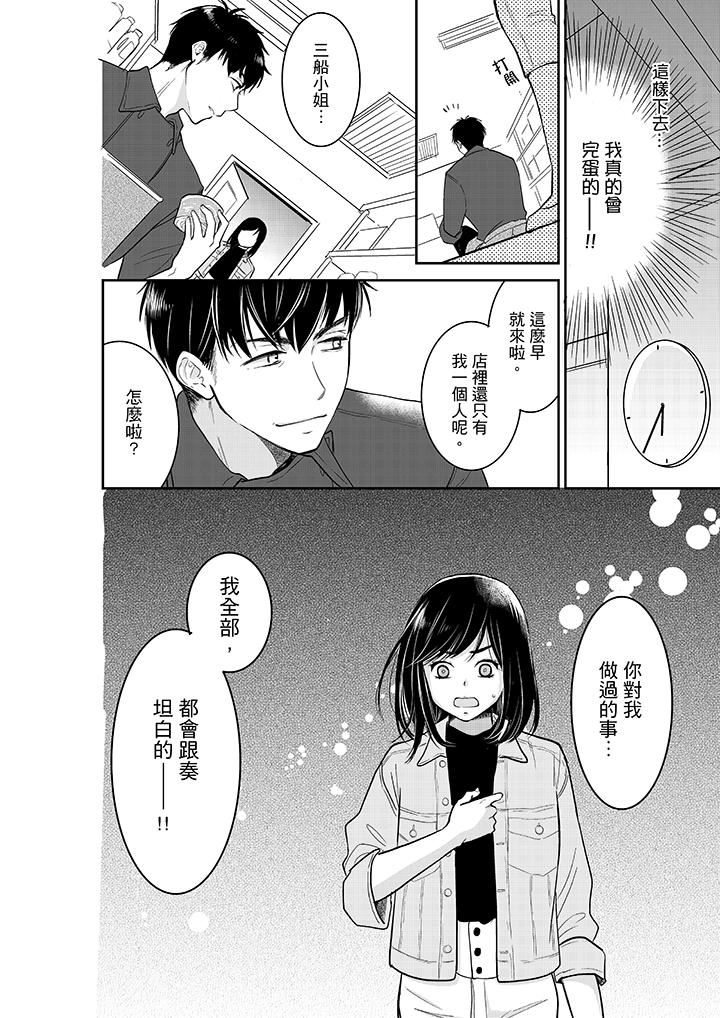 這樣下去…
我真的會
完蛋的——!!
打開
三船小姐…
這麼早
就來啦。
店裡還只有
我一個人呢。
怎麼啦？
你對我
做過的事…
我全部，
都會跟奏
坦白的——!!